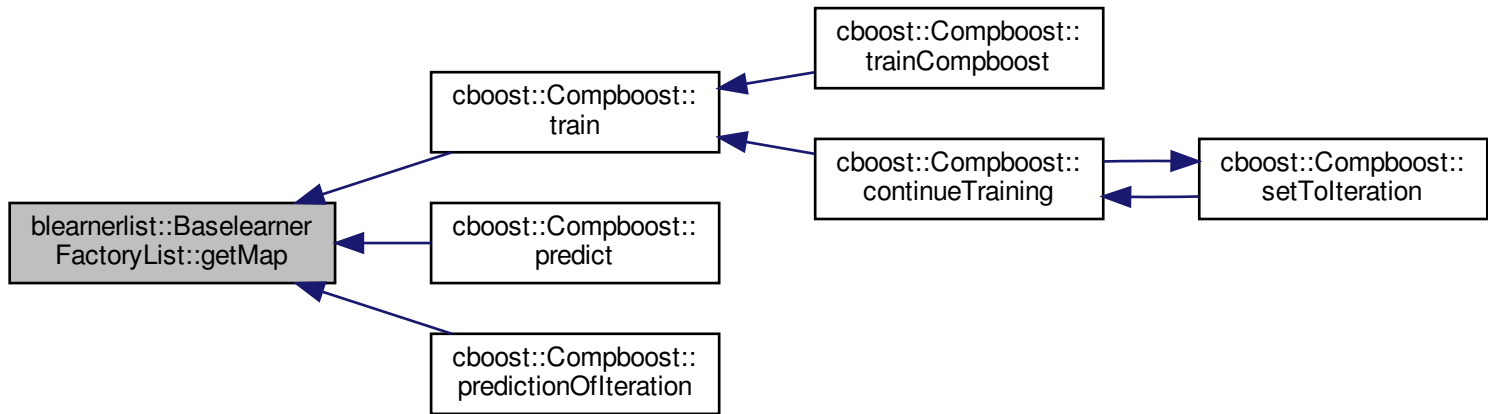 blearnerlist::Baselearner
FactoryList::getMap
cboost::Compboost::
train
cboost::Compboost::
predict
cboost::Compboost::
predictionOfIteration
cboost::Compboost::
trainCompboost
cboost::Compboost::
continueTraining
cboost::Compboost::
setToIteration